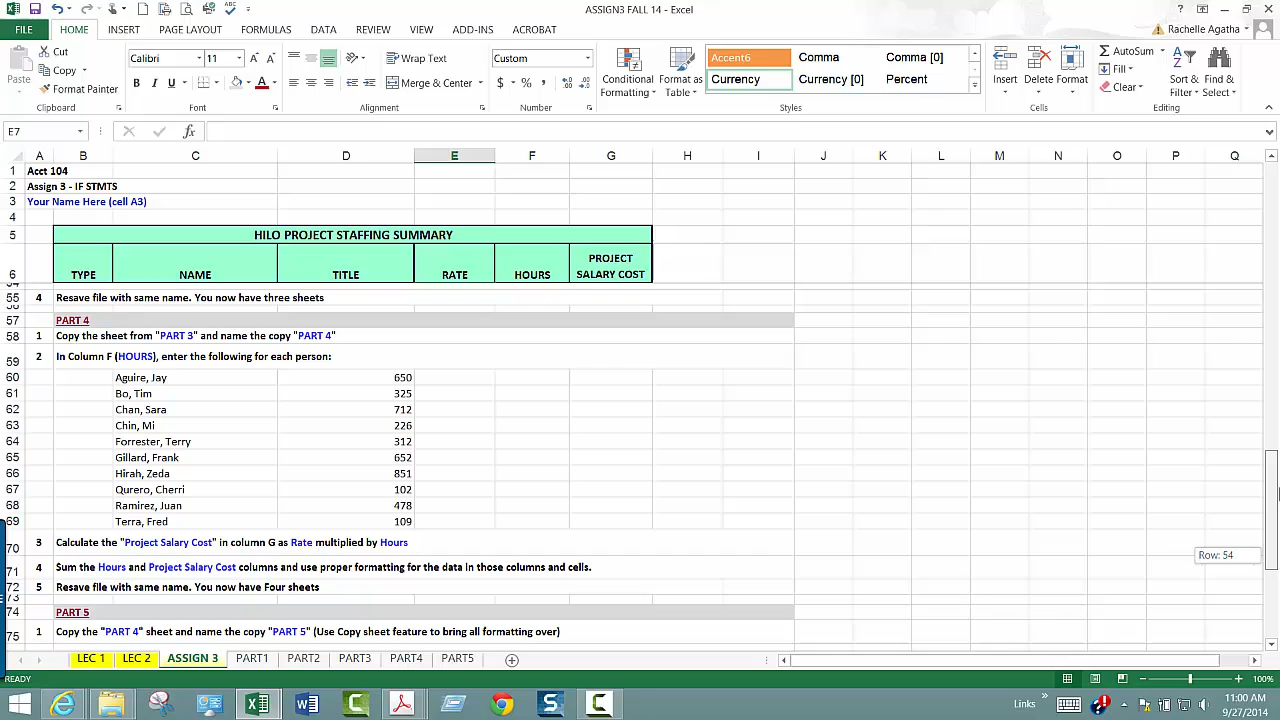 ASSIGN3 FALL 14 - Excel
FILE HOME INSERT PAGE LAYOUT FORMULAS DATA REVIEW VIEW ADD-INS ACROBAT Rachelle Agatha
Cut
Copy
Format Painter
Paste
Clipboard
Calibri 11
B I U
Font
Wrap Text
Merge & Center
Alignment
Custom
$ % ,
Number
Conditional Formatting
Format as Table
Accent6 Comma Comma [0]
Currency Currency [0] Percent
Styles
Insert Delete Format
Cells
AutoSum
Fill
Clear
Sort & Filter
Find & Select
Editing
E7 fx
A B C D E F G H I J K L M N O P Q
1 Acct 104
2 Assign 3 - IF STMTS
3 Your Name Here (cell A3)
4
5 HILO PROJECT STAFFING SUMMARY
6 TYPE NAME TITLE RATE HOURS PROJECT SALARY COST
55 4 Resave file with same name. You now have three sheets
57 PART 4
58 1 Copy the sheet from "PART 3" and name the copy "PART 4"
59 2 In Column F (HOURS), enter the following for each person:
60 Aguire, Jay 650
61 Bo, Tim 325
62 Chan, Sara 712
63 Chin, Mi 226
64 Forrester, Terry 312
65 Gillard, Frank 652
66 Hirah, Zeda 851
67 Qurero, Cherri 102
68 Ramirez, Juan 478
69 Terra, Fred 109
70 3 Calculate the "Project Salary Cost" in column G as Rate multiplied by Hours
71 4 Sum the Hours and Project Salary Cost columns and use proper formatting for the data in those columns and cells.
72 5 Resave file with same name. You now have Four sheets
73
74 PART 5
75 1 Copy the "PART 4" sheet and name the copy "PART 5" (Use Copy sheet feature to bring all formatting over)
Row: 54
LEC 1 LEC 2 ASSIGN 3 PART1 PART2 PART3 PART4 PART5
READY 100%
Links
11:00 AM
9/27/2014